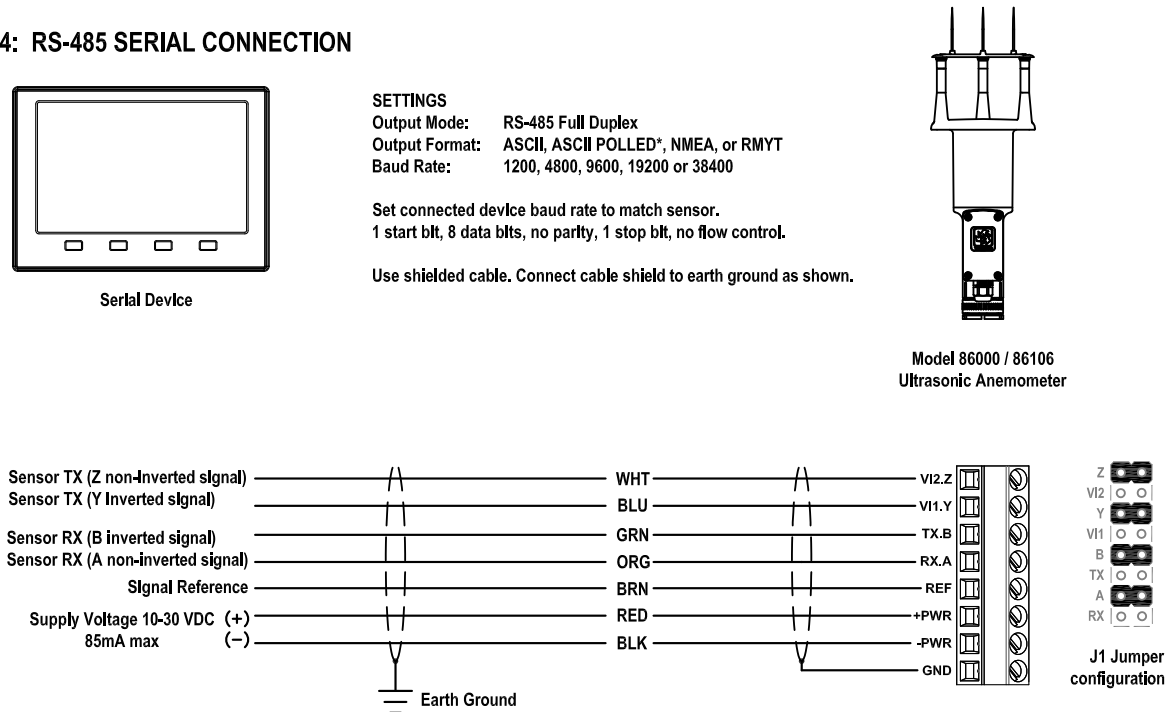 4: RS-485 SERIAL CONNECTION
SETTINGS
Output Mode: RS-485 Full Duplex
Output Format: ASCII, ASCII POLLED*, NMEA, or RMYT
Baud Rate: 1200, 4800, 9600, 19200 or 38400
Set connected device baud rate to match sensor.
1 start bit, 8 data bits, no parity, 1 stop bit, no flow control.
Use shielded cable. Connect cable shield to earth ground as shown.
Serial Device
Model 86000 / 86106
Ultrasonic Anemometer
Sensor TX (Z non-inverted signal) WHT VI2.Z
Sensor TX (Y inverted signal) BLU VI1.Y
Sensor RX (B inverted signal) GRN TX.B
Sensor RX (A non-inverted signal) ORG RX.A
Signal Reference BRN REF
Supply Voltage 10-30 VDC (+) RED +PWR
85mA max (−) BLK -PWR
GND
Earth Ground
Z
VI2
Y
VI1
B
TX
A
RX
J1 Jumper
configuration